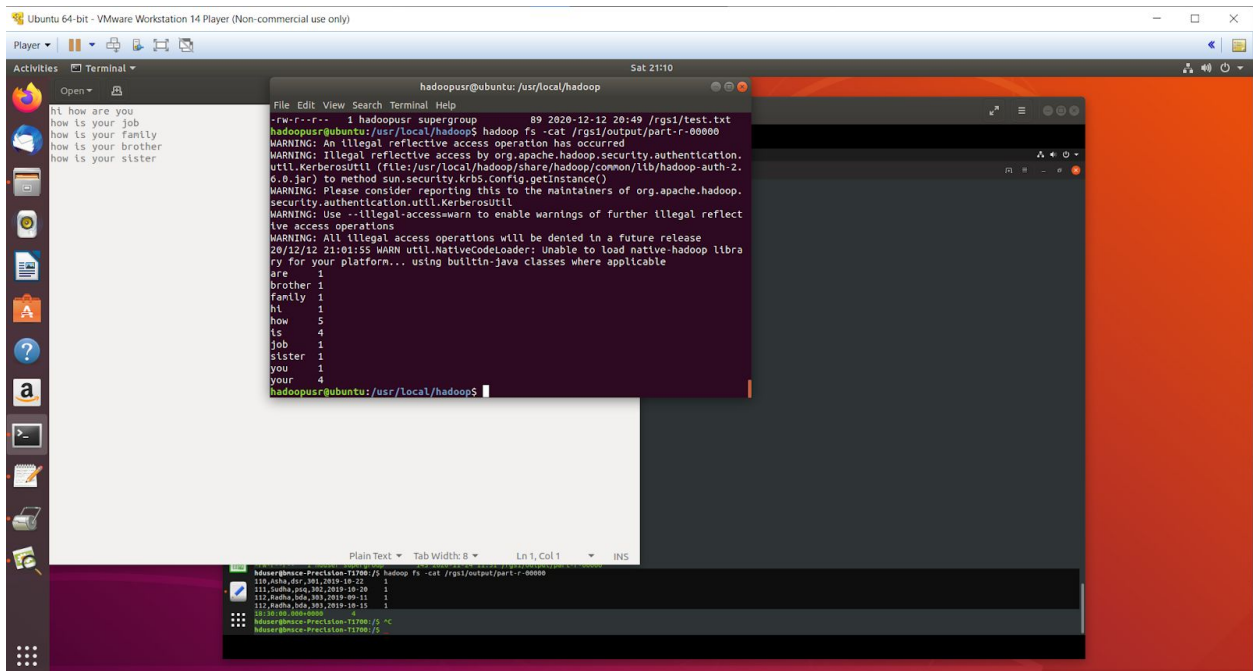 Ubuntu 64-bit - VMware Workstation 14 Player (Non-commercial use only)
Player
Activities Terminal Sat 21:10
Open
hi how are you
how is your job
how is your family
how is your brother
how is your sister
hadoopusr@ubuntu: /usr/local/hadoop
File Edit View Search Terminal Help
-rw-r--r-- 1 hadoopusr supergroup 89 2020-12-12 20:49 /rgs1/test.txt
hadoopusr@ubuntu:/usr/local/hadoop$ hadoop fs -cat /rgs1/output/part-r-00000
WARNING: An illegal reflective access operation has occurred
WARNING: Illegal reflective access by org.apache.hadoop.security.authentication.
util.KerberosUtil (file:/usr/local/hadoop/share/hadoop/common/lib/hadoop-auth-2.
6.0.jar) to method sun.security.krb5.Config.getInstance()
WARNING: Please consider reporting this to the maintainers of org.apache.hadoop.
security.authentication.util.KerberosUtil
WARNING: Use --illegal-access=warn to enable warnings of further illegal reflect
ive access operations
WARNING: All illegal access operations will be denied in a future release
20/12/12 21:01:55 WARN util.NativeCodeLoader: Unable to load native-hadoop libra
ry for your platform... using builtin-java classes where applicable
are 1
brother 1
family 1
hi 1
how 5
is 4
job 1
sister 1
you 1
your 4
hadoopusr@ubuntu:/usr/local/hadoop$
Plain Text Tab Width: 8 Ln 1, Col 1 INS
hduser@bmsce-Precision-T1700:/$ hadoop fs -cat /rgs1/output/part-r-00000
110,Asha,dsr,301,2019-10-22 1
111,Sudha,psq,302,2019-10-20 1
112,Radha,bda,303,2019-09-11 1
112,Radha,bda,303,2019-10-15 1
18:30:00.000+0000 4
hduser@bmsce-Precision-T1700:/$ ^C
hduser@bmsce-Precision-T1700:/$